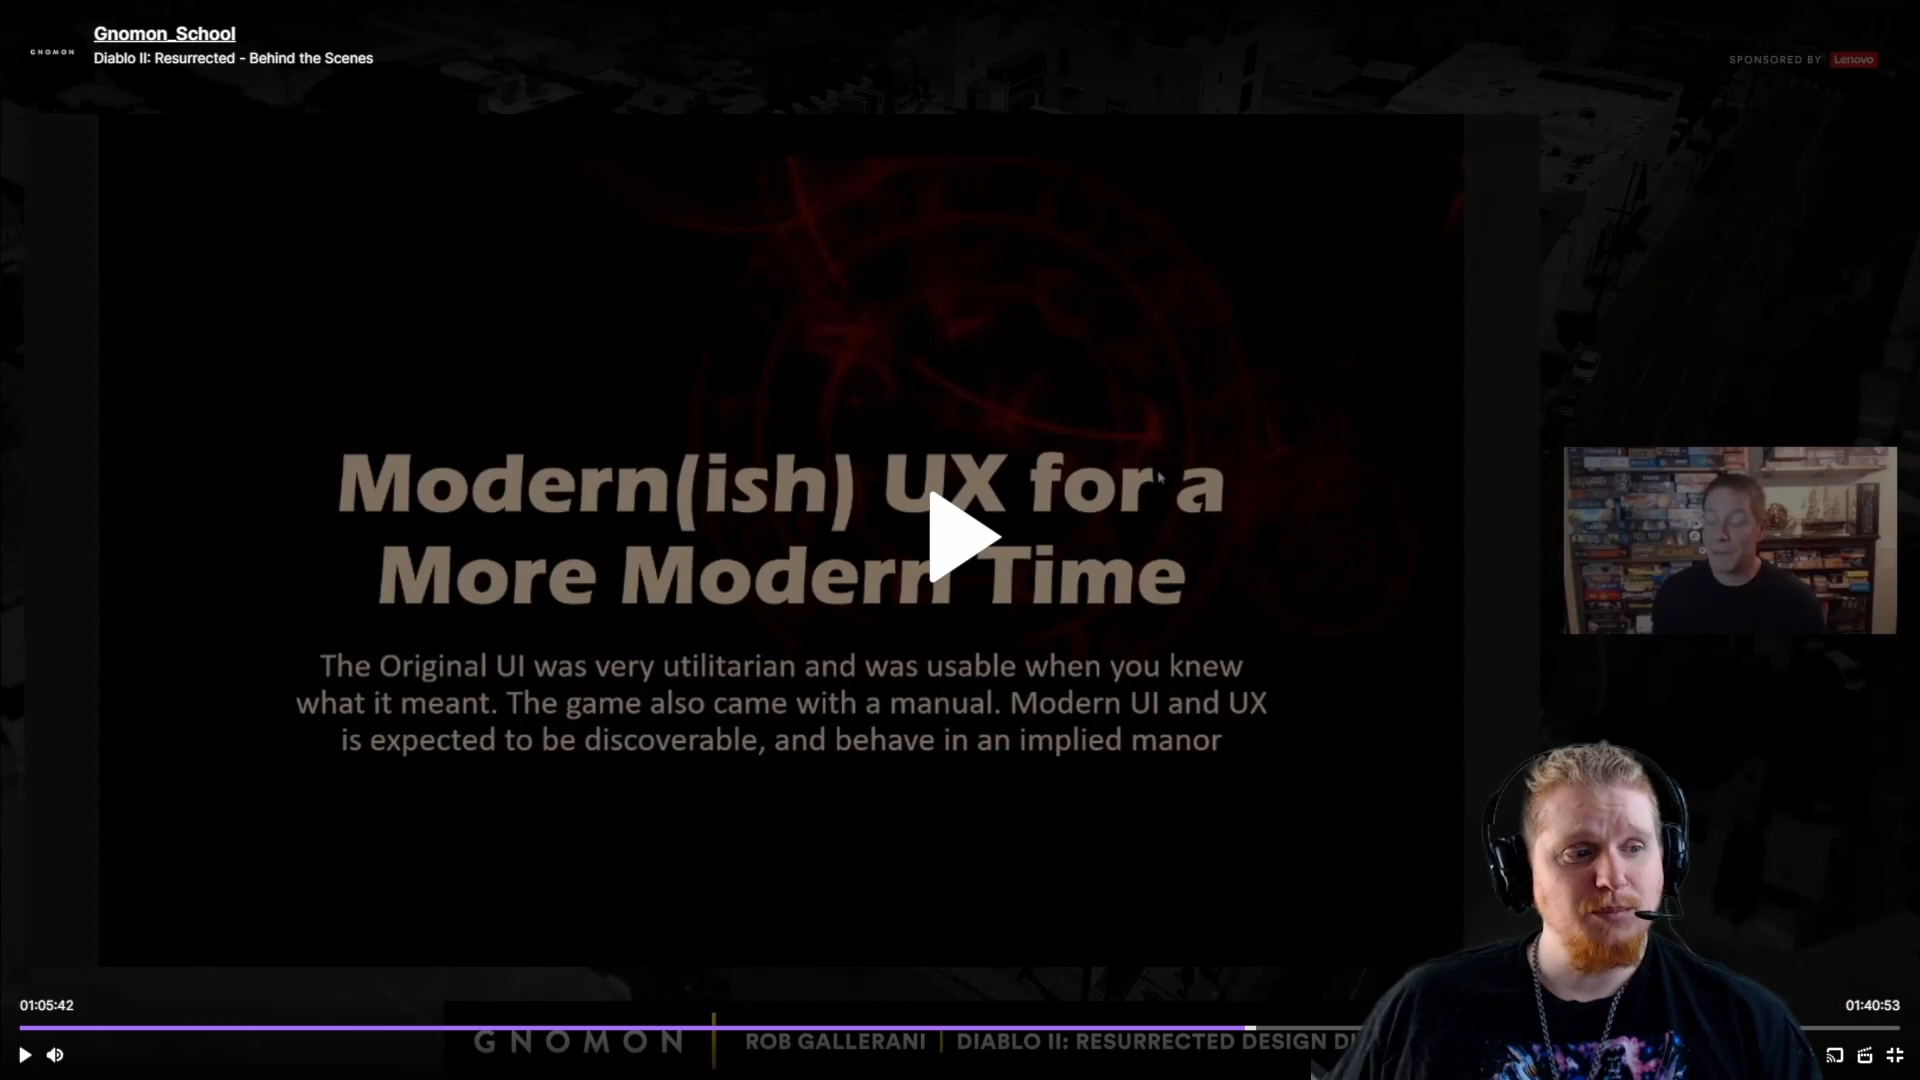 GNOMON
Gnomon_School
Diablo II: Resurrected - Behind the Scenes
SPONSORED BY Lenovo
Modern(ish) UX for a
More Modern Time
The Original UI was very utilitarian and was usable when you knew
what it meant. The game also came with a manual. Modern UI and UX
is expected to be discoverable, and behave in an implied manor
01:05:42
01:40:53
GNOMON ROB GALLERANI DIABLO II: RESURRECTED DESIGN